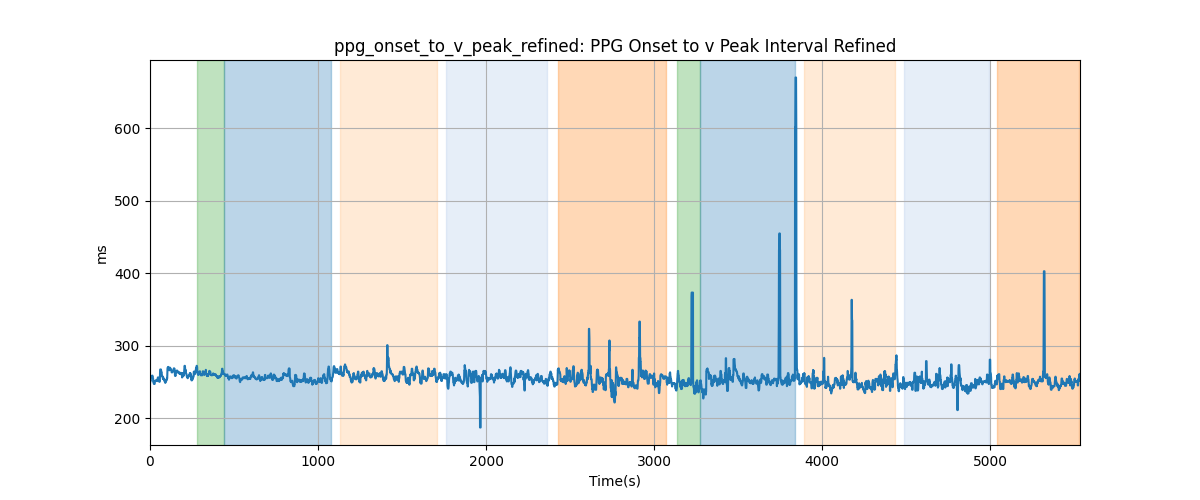 ppg_onset_to_v_peak_refined: PPG Onset to v Peak Interval Refined
600
500
400
300
200
ms
0 1000 2000 3000 4000 5000
Time(s)